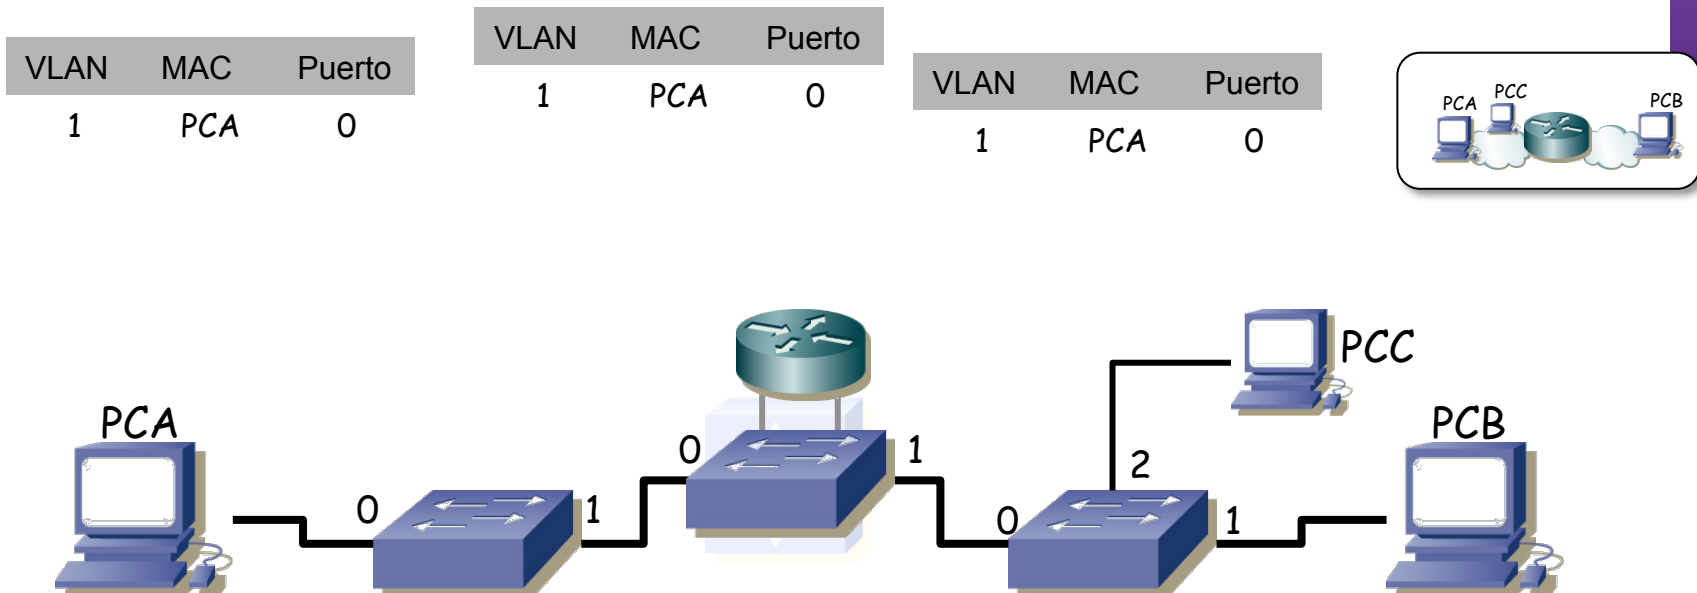 VLAN MAC Puerto
1 PCA 0
VLAN MAC Puerto
1 PCA 0
VLAN MAC Puerto
1 PCA 0
PCA PCC PCB
PCC
PCA
PCB
0 1
0 1
2
0 1